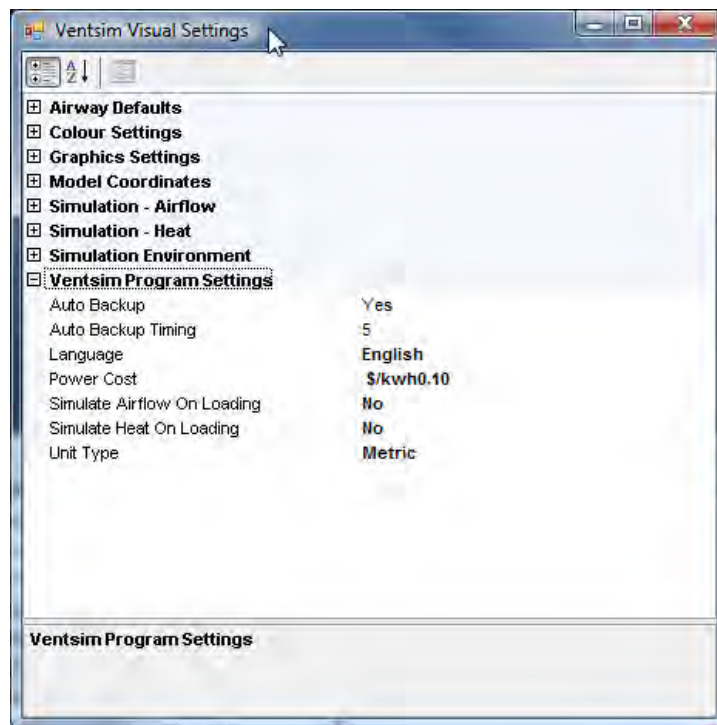 Ventsim Visual Settings
Airway Defaults
Colour Settings
Graphics Settings
Model Coordinates
Simulation - Airflow
Simulation - Heat
Simulation Environment
Ventsim Program Settings
Auto Backup Yes
Auto Backup Timing 5
Language English
Power Cost $/kwh0.10
Simulate Airflow On Loading No
Simulate Heat On Loading No
Unit Type Metric
Ventsim Program Settings